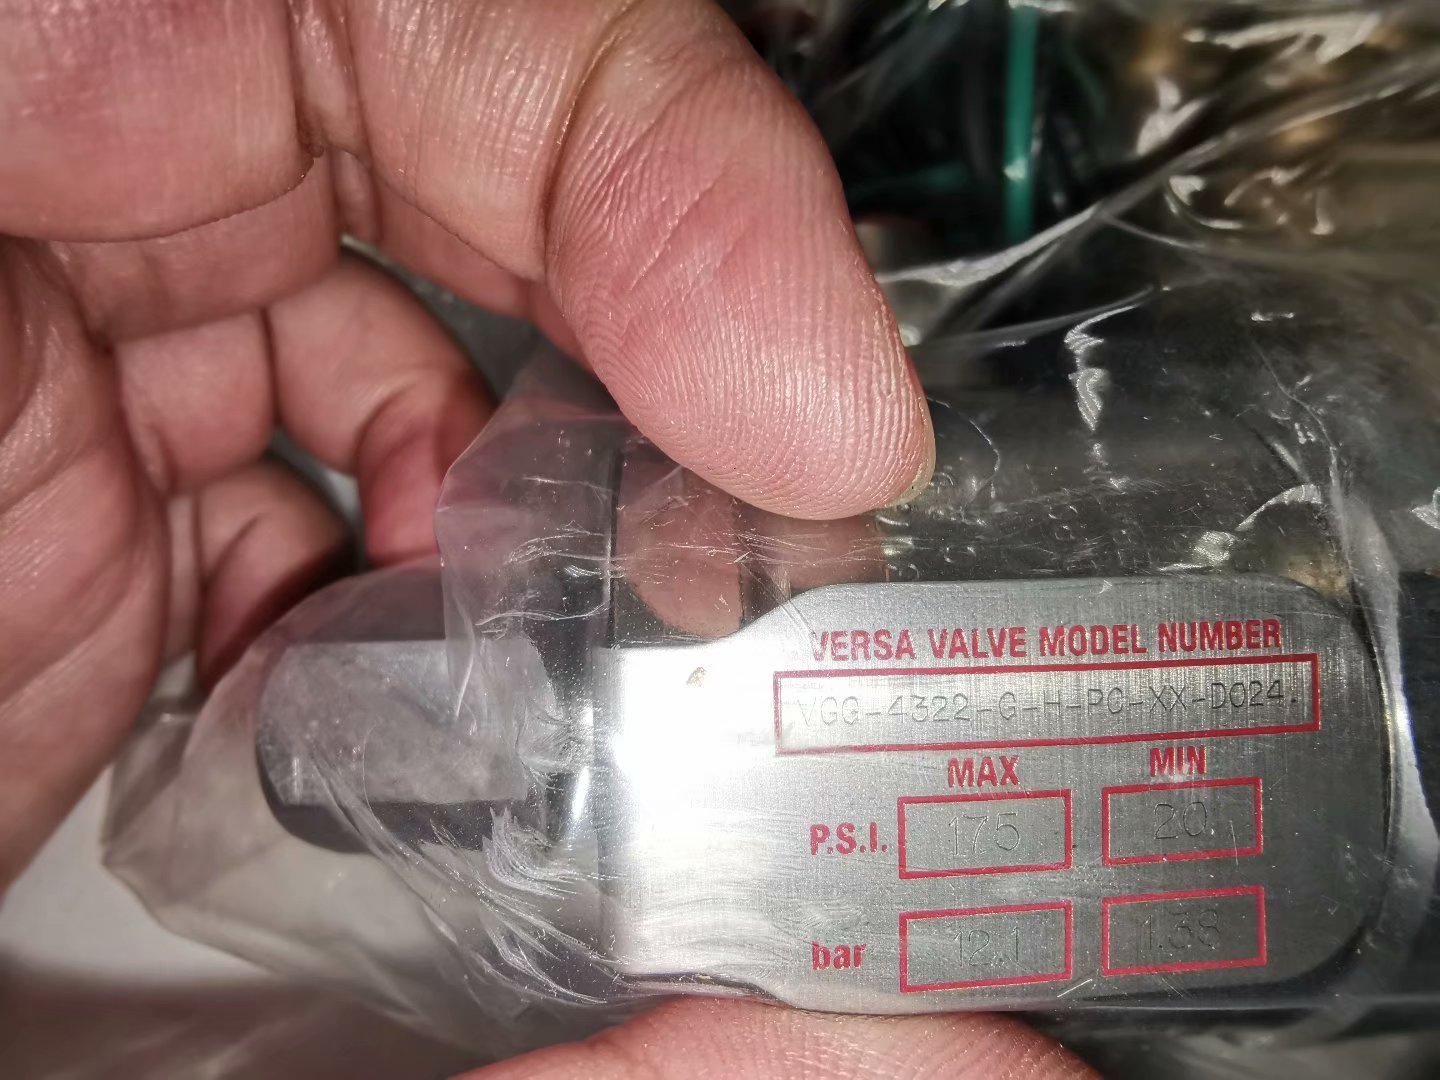 VERSA VALVE MODEL NUMBER
VGG-4322-G-H-PC-XX-D024.
MAX MIN
P.S.I. 175 20
bar 12.1 1.38